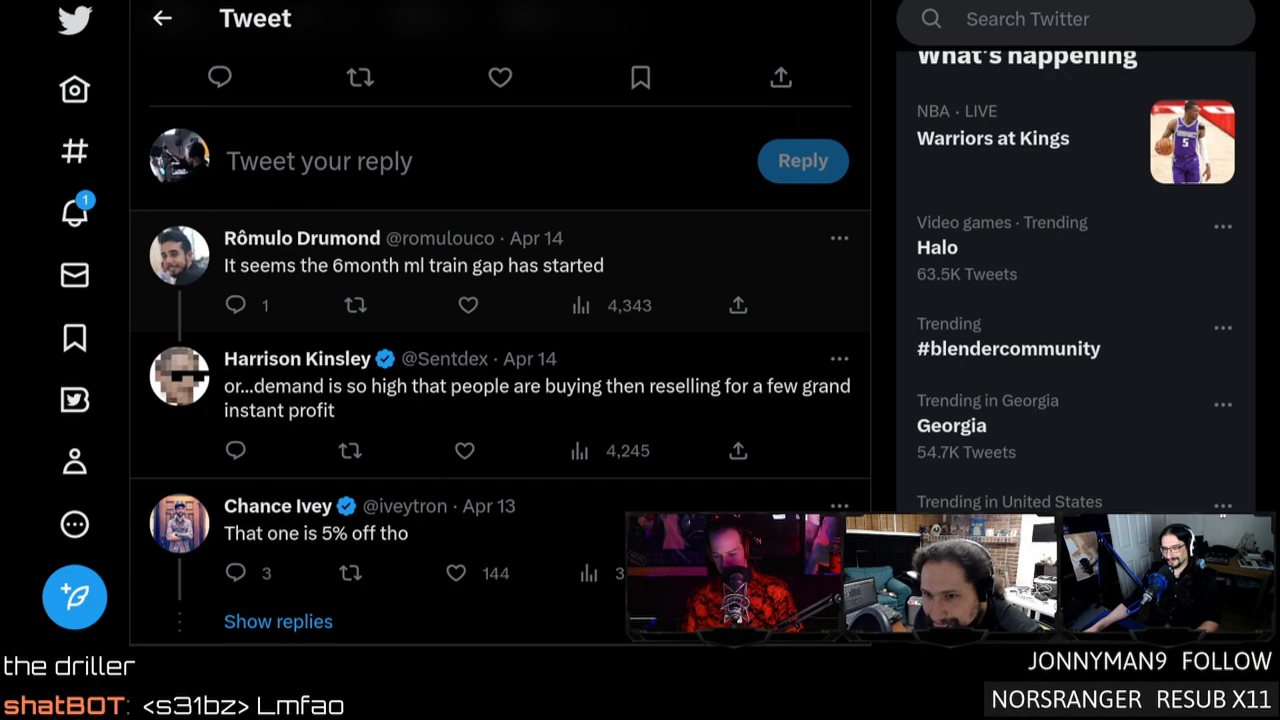 Tweet
Search Twitter
What's happening
NBA · LIVE
Warriors at Kings
5
Tweet your reply
Reply
1
Video games · Trending
Halo
63.5K Tweets
Rômulo Drumond @romulouco · Apr 14
It seems the 6month ml train gap has started
1 4,343
Trending
#blendercommunity
Harrison Kinsley @Sentdex · Apr 14
or...demand is so high that people are buying then reselling for a few grand
instant profit
4,245
Trending in Georgia
Georgia
54.7K Tweets
Trending in United States
Chance Ivey @iveytron · Apr 13
That one is 5% off tho
3 144 3
Show replies
the driller
shatBOT: <s31bz> Lmfao
JONNYMAN9 FOLLOW
NORSRANGER RESUB X11